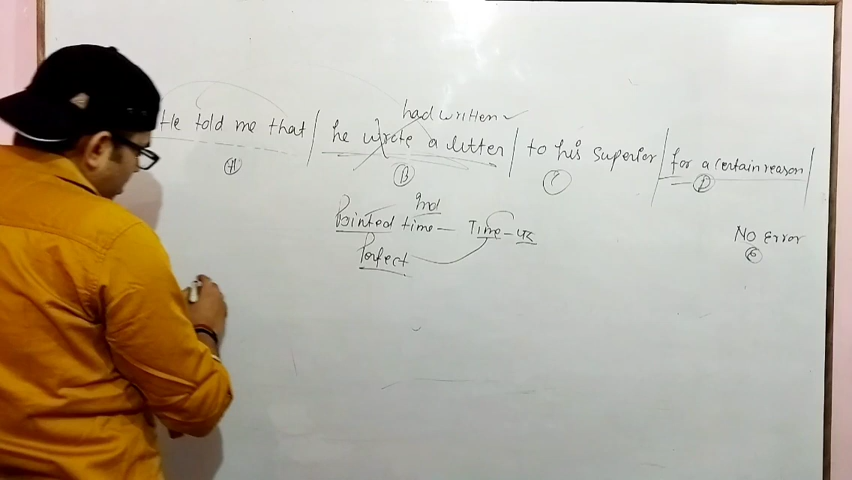 had written ✓
He told me that / he wrote a letter / to his superior / for a certain reason /
A B C D
No Error
E
Ind
Pointed time — Time –
Perfect